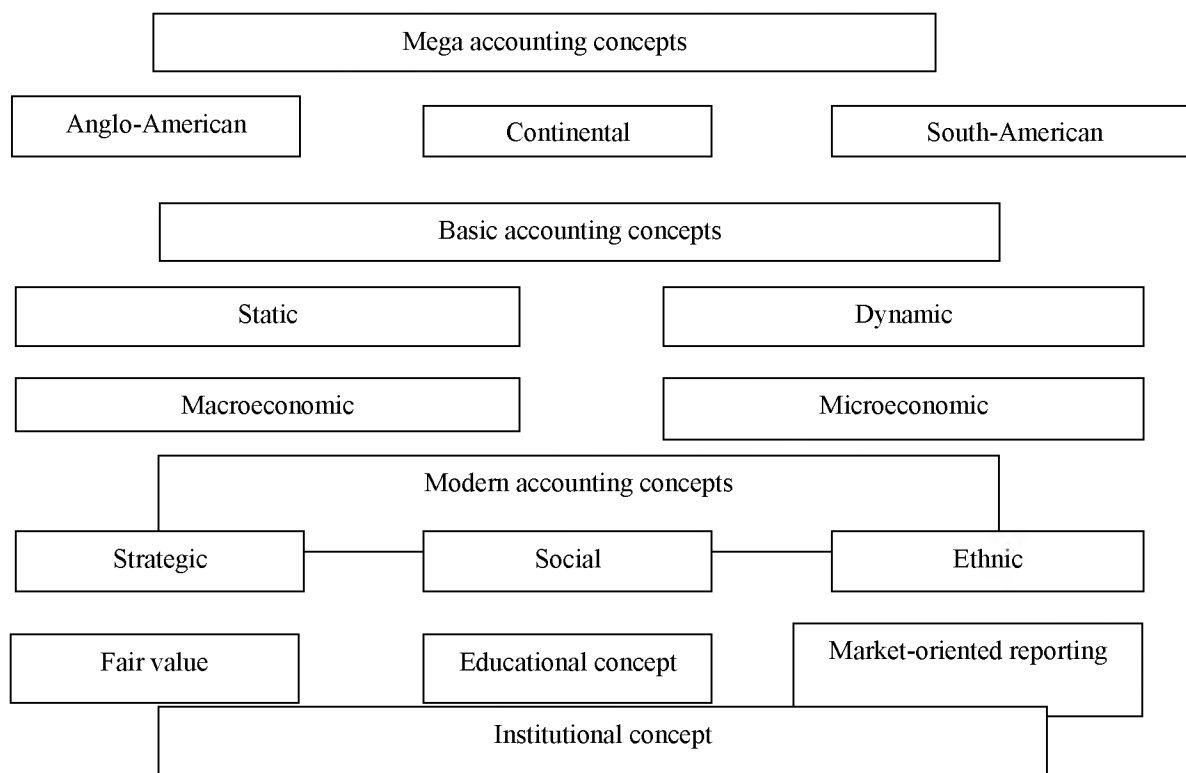 Mega accounting concepts
Anglo-American
Continental
South-American
Basic accounting concepts
Static
Dynamic
Macroeconomic
Microeconomic
Modern accounting concepts
Strategic
Social
Ethnic
Fair value
Educational concept
Market-oriented reporting
Institutional concept